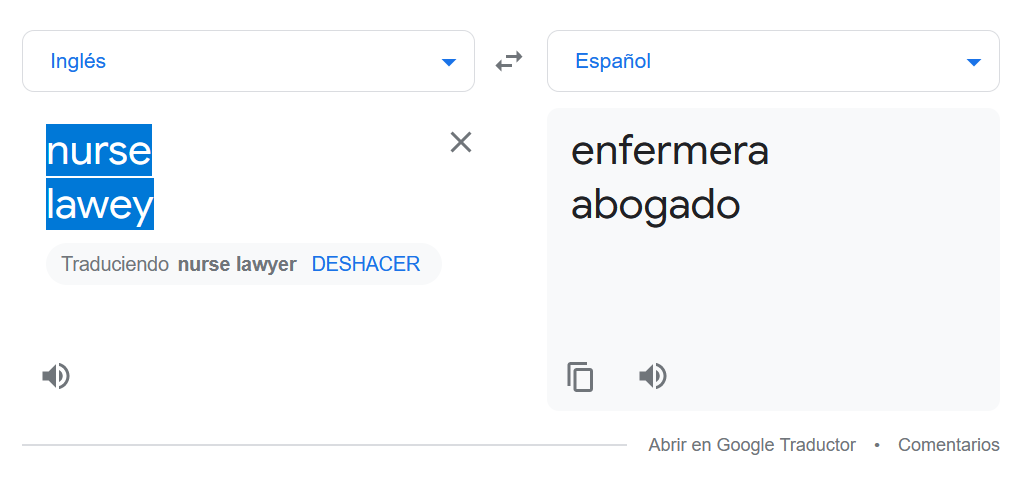 Inglés
Español
nurse
lawey
Traduciendo nurse lawyer DESHACER
enfermera
abogado
Abrir en Google Traductor • Comentarios